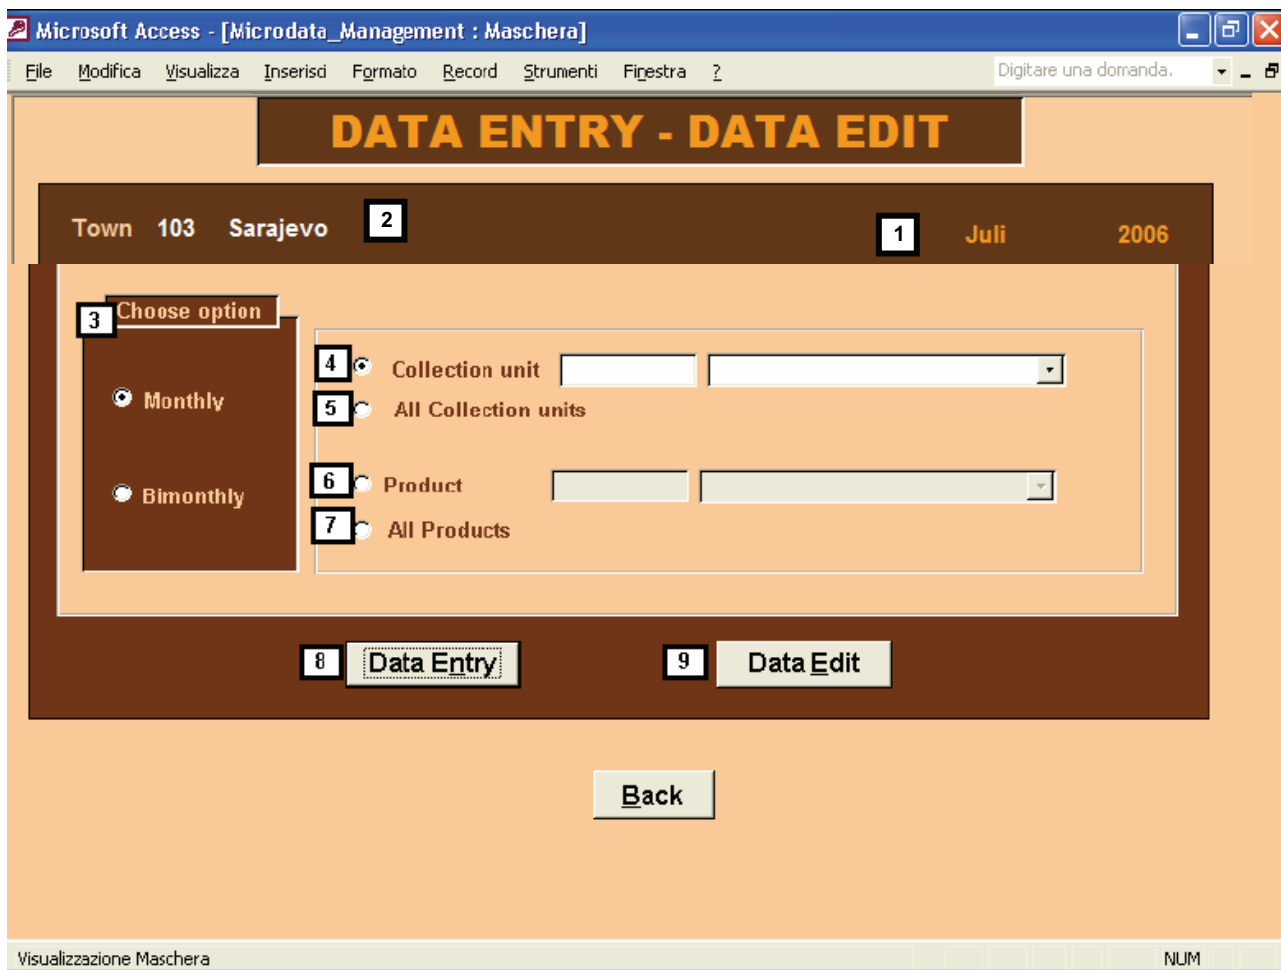 Microsoft Access - [Microdata_Management : Maschera]
File Modifica Visualizza Inserisci Formato Record Strumenti Finestra ? Digitare una domanda.
DATA ENTRY - DATA EDIT
Town 103 Sarajevo 2 1 Juli 2006
3 Choose option
4 Collection unit
Monthly
5 All Collection units
6 Product
Bimonthly
7 All Products
8 Data Entry 9 Data Edit
Back
Visualizzazione Maschera NUM